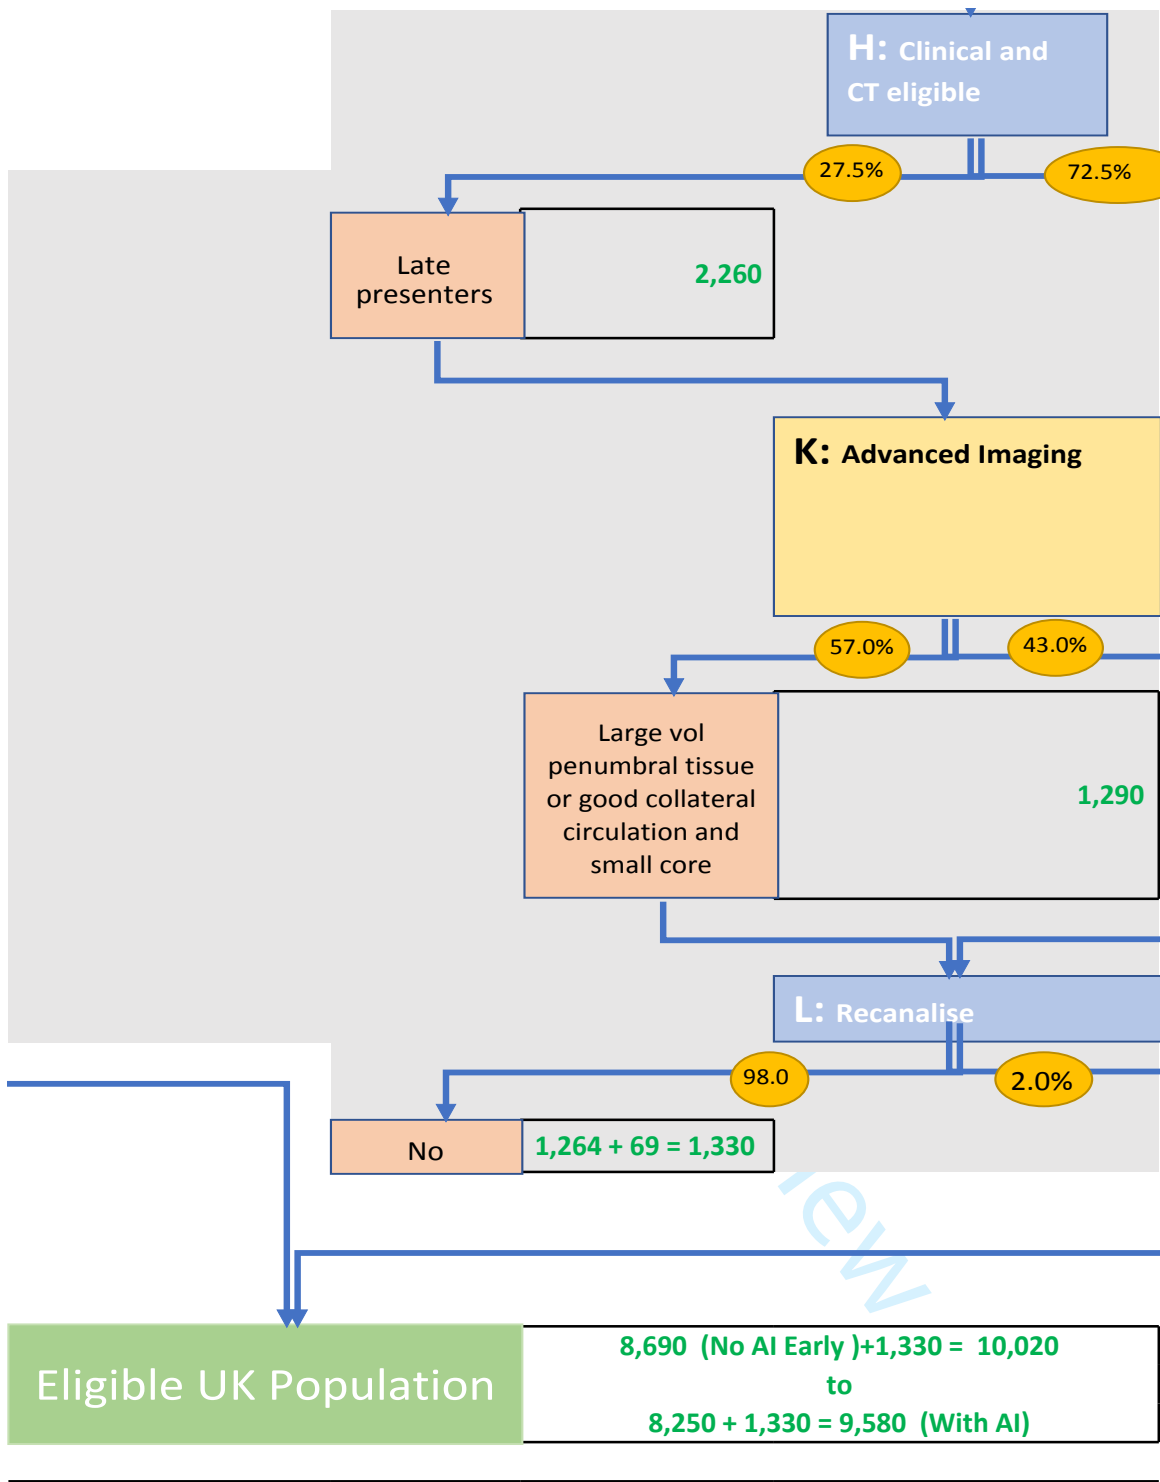 H: Clinical and
CT eligible
27.5%
72.5%
Late
presenters
2,260
K: Advanced Imaging
57.0%
43.0%
Large vol
penumbral tissue
or good collateral
circulation and
small core
1,290
L: Recanalise
98.0
2.0%
No
1,264 + 69 = 1,330
Eligible UK Population
8,690 (No AI Early )+1,330 = 10,020
to
8,250 + 1,330 = 9,580 (With AI)